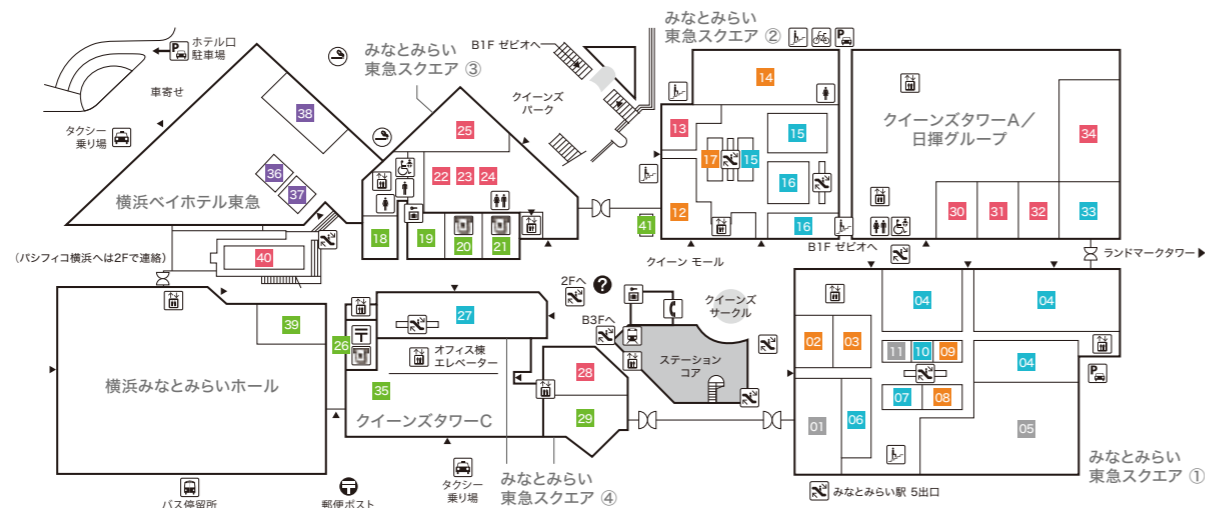 ホテル口
駐車場
車寄せ
タクシー
乗り場
横浜ベイホテル東急
38
36
37
みなとみらい
東急スクエア ③
25
22
23
24
18
19
20
21
B1F ゼビオへ
クイーンズ
パーク
みなとみらい
東急スクエア ②
14
13
17
15
15
16
12
16
41
クイーンズタワーA／
日揮グループ
34
30
31
32
33
B1F ゼビオへ
ランドマークタワー
クイーン モール
(パシフィコ横浜へは2Fで連絡)
40
39
横浜みなとみらいホール
バス停留所
郵便ポスト
26
27
オフィス棟
エレベーター
35
クイーンズタワーC
タクシー
乗り場
28
29
みなとみらい
東急スクエア ④
2Fへ
?
B3Fへ
クイーンズ
サークル
ステーション
コア
04
04
02
03
11
10
09
04
07
08
01
06
05
みなとみらい
東急スクエア ①
みなとみらい駅 5出口
P
P
P